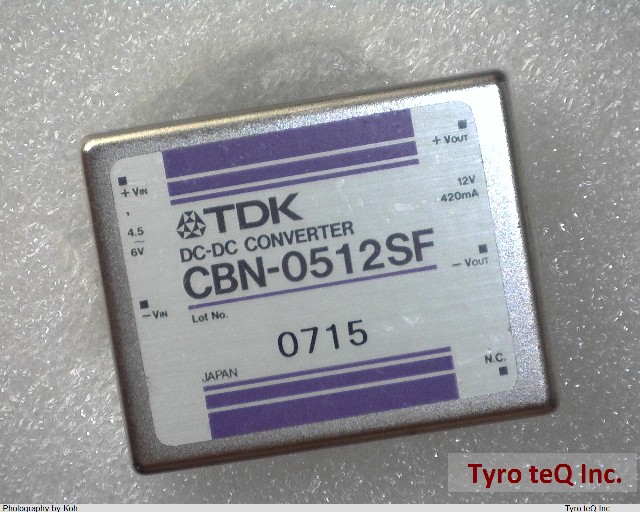 + VOUT
+ VIN
12V
420mA
4.5
~
6V
TDK
DC-DC CONVERTER
CBN-0512SF
- VOUT
- VIN
Lot No.
0715
JAPAN
N.C.
Tyro teQ Inc.
Photography by Koh
Tyro teQ Inc.